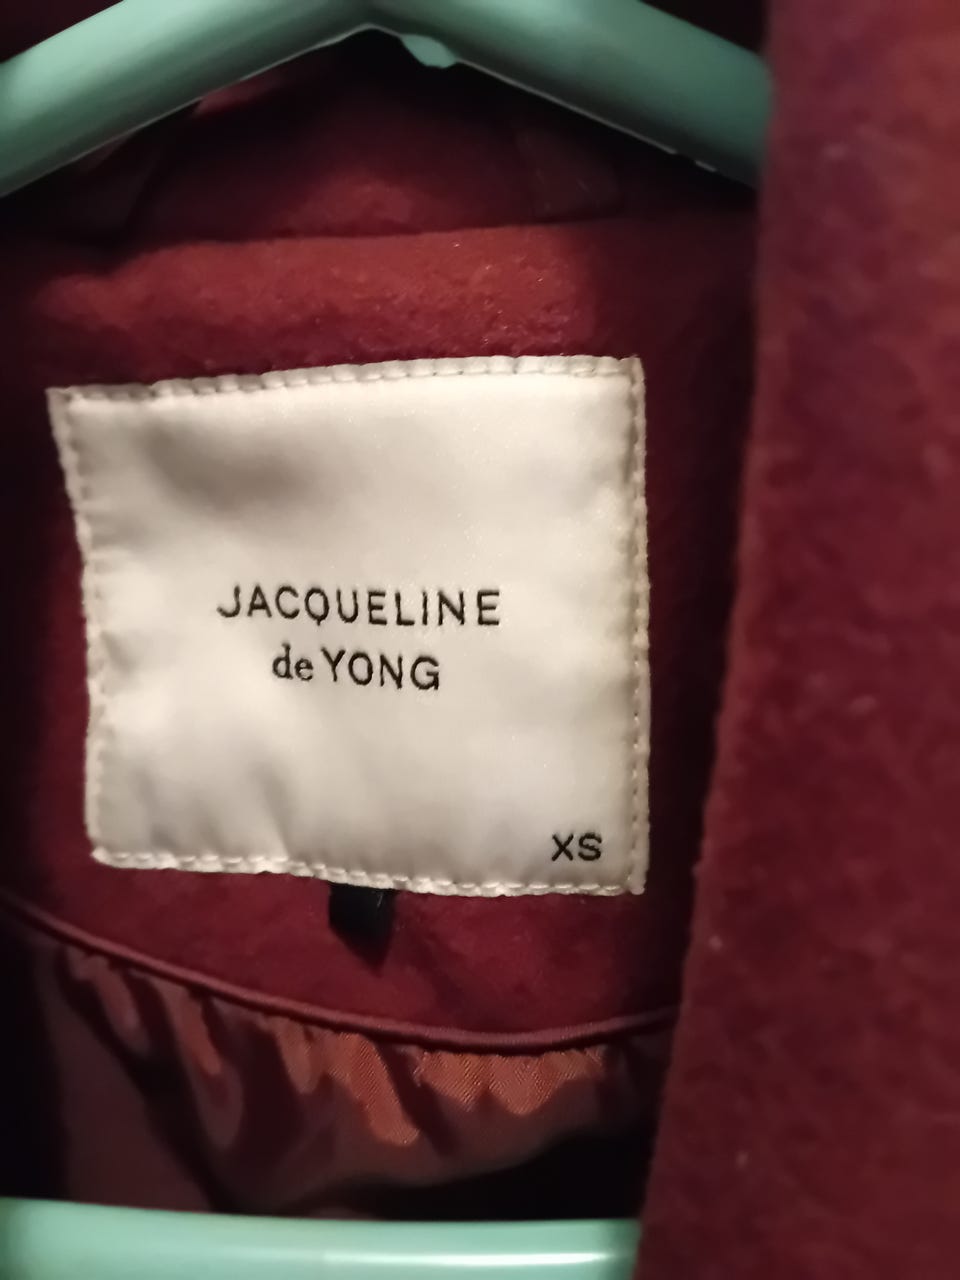 JACQUELINE
de YONG
XS